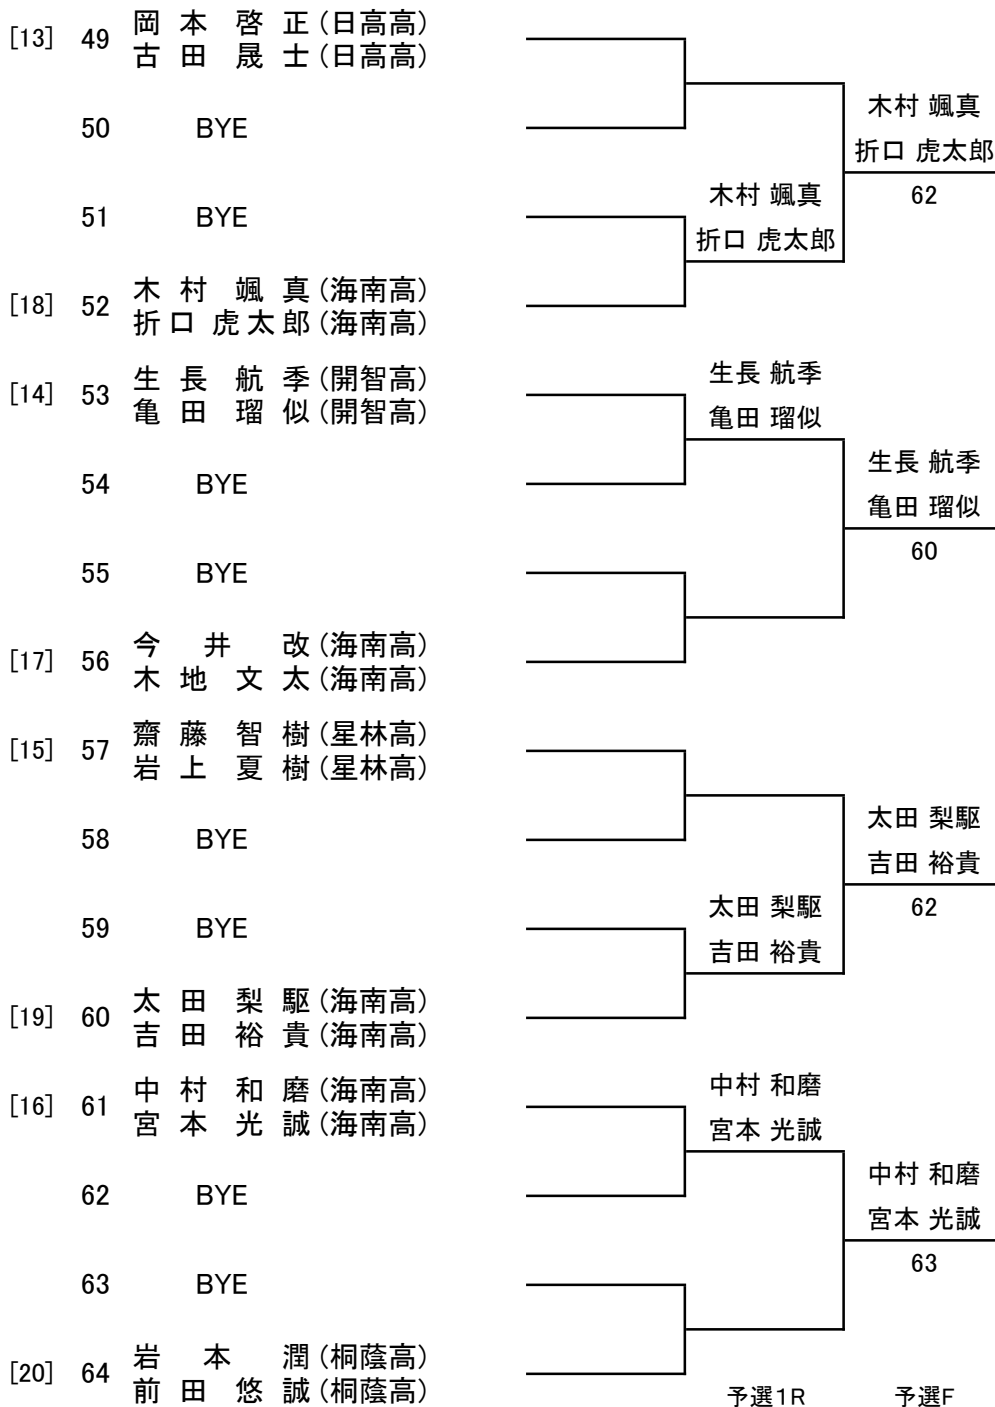 [13] 49 岡本 啓正(日高高)
古田 晟士(日高高)
50 BYE
木村 颯真
折口 虎太郎
62
51 BYE
木村 颯真
折口 虎太郎
[18] 52 木村 颯真(海南高)
折口 虎太郎(海南高)
[14] 53 生長 航季(開智高)
亀田 瑠似(開智高)
生長 航季
亀田 瑠似
54 BYE
生長 航季
亀田 瑠似
60
55 BYE
[17] 56 今井 改(海南高)
木地 文太(海南高)
[15] 57 齋藤 智樹(星林高)
岩上 夏樹(星林高)
58 BYE
太田 梨駆
吉田 裕貴
62
59 BYE
太田 梨駆
吉田 裕貴
[19] 60 太田 梨駆(海南高)
吉田 裕貴(海南高)
[16] 61 中村 和磨(海南高)
宮本 光誠(海南高)
中村 和磨
宮本 光誠
62 BYE
中村 和磨
宮本 光誠
63
63 BYE
[20] 64 岩本 潤(桐蔭高)
前田 悠誠(桐蔭高)
予選1R 予選F